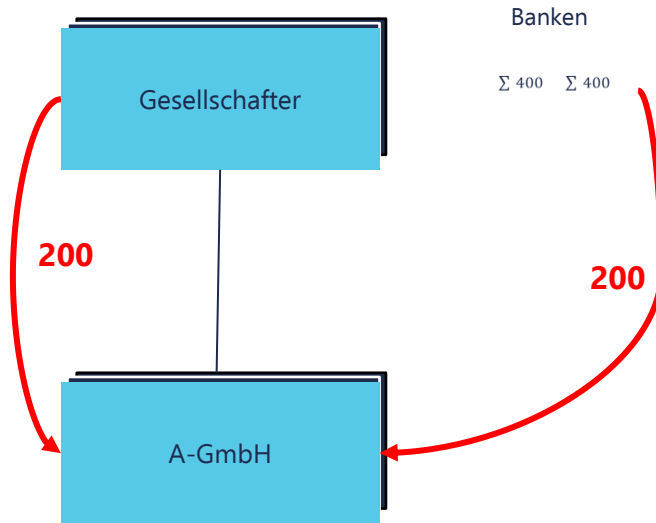 Banken
Gesellschafter
∑ 400 ∑ 400
200
200
A-GmbH